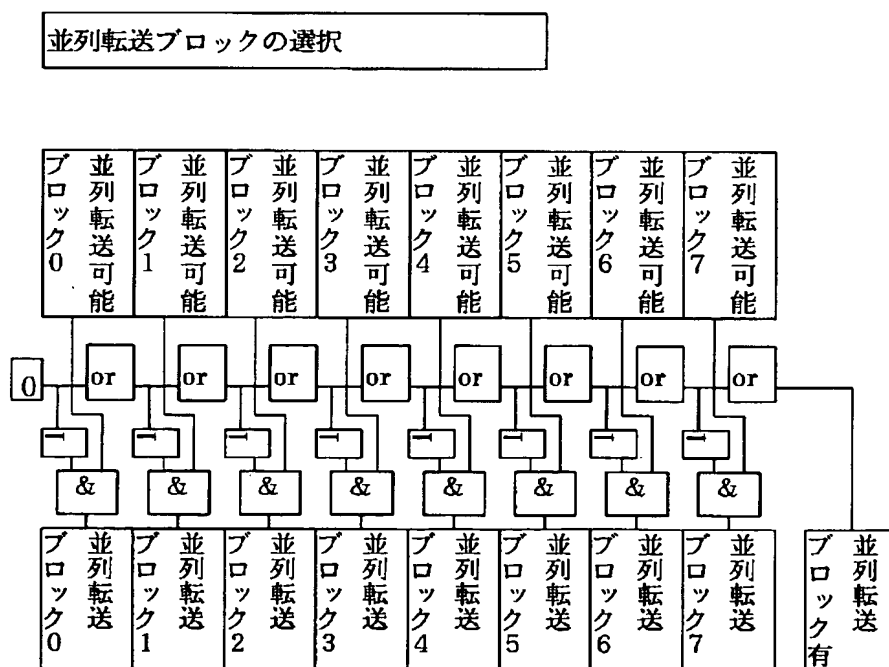 並列転送ブロックの選択
並列転送可能
ブロック0
並列転送可能
ブロック1
並列転送可能
ブロック2
並列転送可能
ブロック3
並列転送可能
ブロック4
並列転送可能
ブロック5
並列転送可能
ブロック6
並列転送可能
ブロック7
0
or
or
or
or
or
or
or
or
&
&
&
&
&
&
&
&
並列転送
ブロック0
並列転送
ブロック1
並列転送
ブロック2
並列転送
ブロック3
並列転送
ブロック4
並列転送
ブロック5
並列転送
ブロック6
並列転送
ブロック7
並列転送
ブロック有